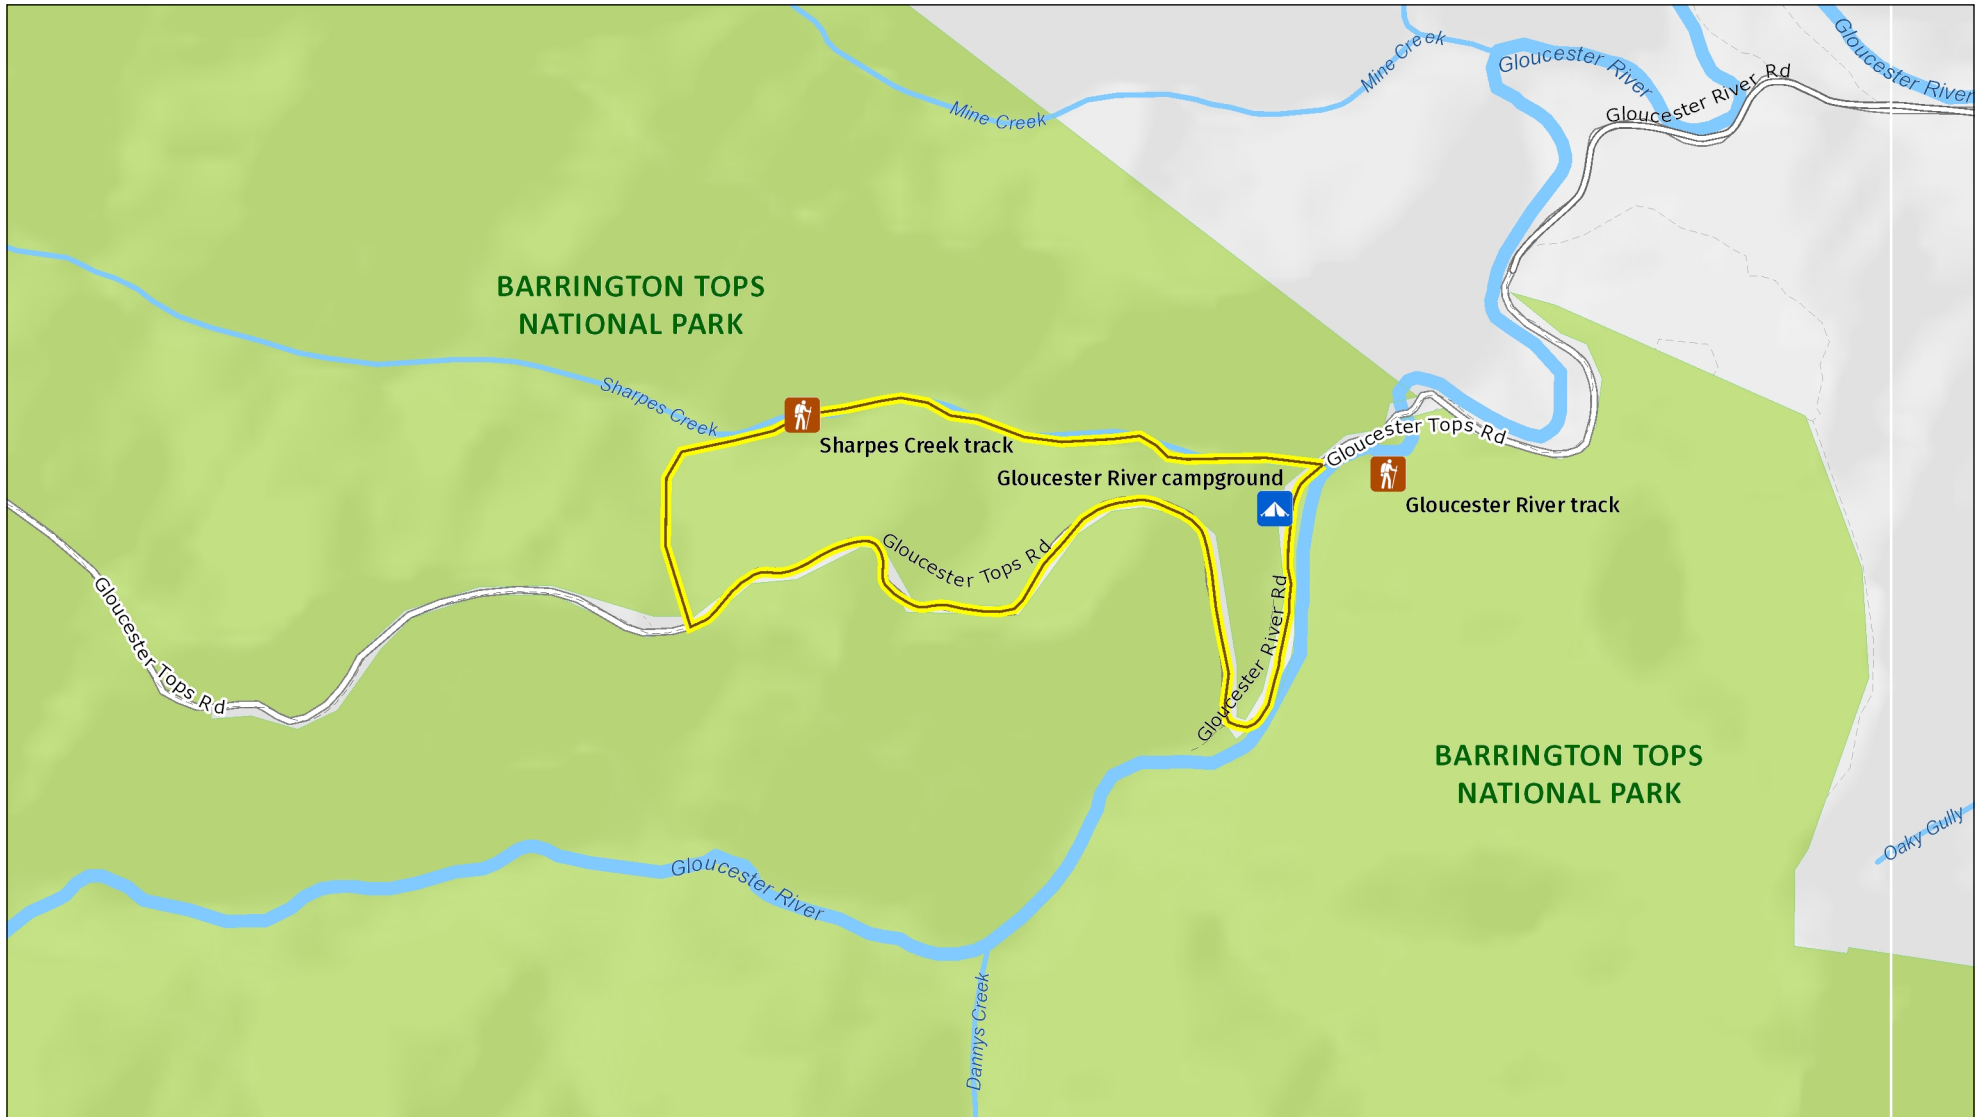 Gloucester River
Mine Creek
Gloucester River
Gloucester River Rd
Mine Creek
BARRINGTON TOPS
NATIONAL PARK
Sharpes Creek
Sharpes Creek track
Gloucester Tops Rd
Gloucester River campground
Gloucester River track
Gloucester Tops Rd
Gloucester Tops Rd
Gloucester River Rd
BARRINGTON TOPS
NATIONAL PARK
Oaky Gully
Gloucester River
Dannys Creek